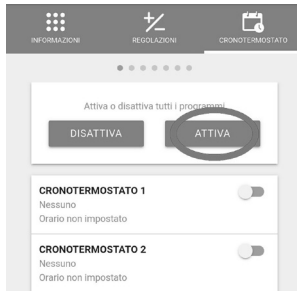 INFORMAZIONI
REGOLAZIONI
CRONOTERMOSTATO
Attiva o disattiva tutti i programmi
DISATTIVA
ATTIVA
CRONOTERMOSTATO 1
Nessuno
Orario non impostato
CRONOTERMOSTATO 2
Nessuno
Orario non impostato